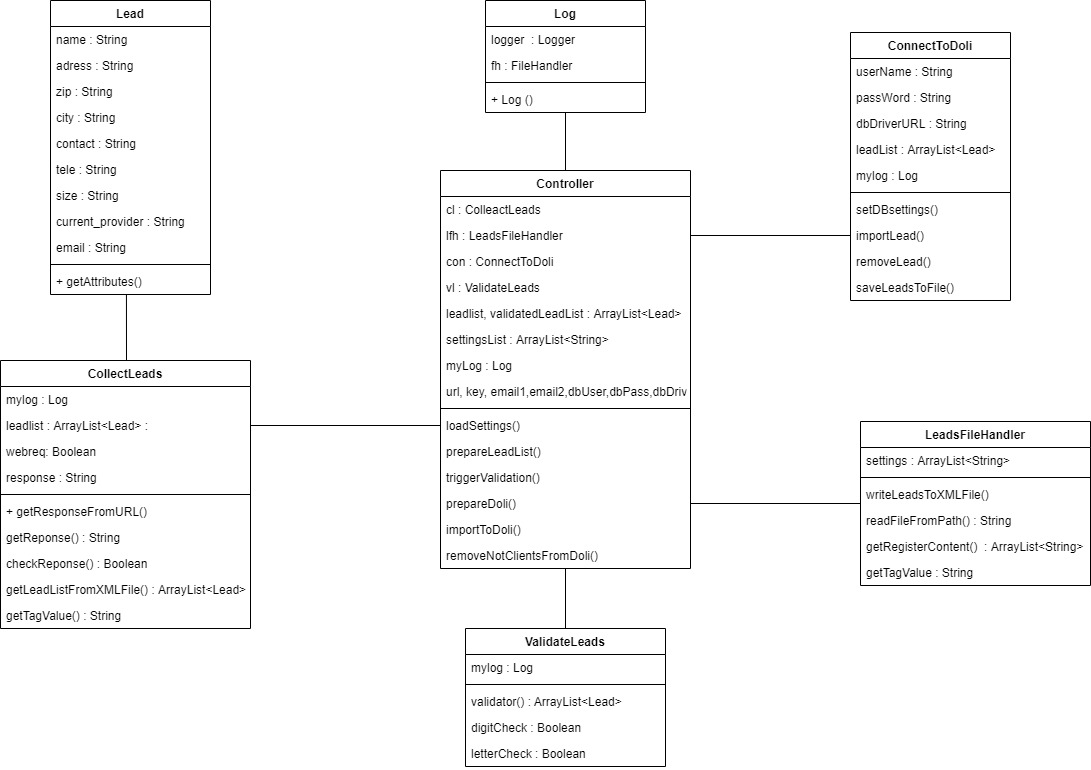 Lead
name : String
adress : String
zip : String
city : String
contact : String
tele : String
size : String
current_provider : String
email : String
+ getAttributes()
Log
logger  : Logger
fh : FileHandler
+ Log ()
ConnectToDoli
userName : String
passWord : String
dbDriverURL : String
leadList : ArrayList<Lead>
mylog : Log
setDBsettings()
importLead()
removeLead()
saveLeadsToFile()
Controller
cl : ColleactLeads
lfh : LeadsFileHandler
con : ConnectToDoli
vl : ValidateLeads
leadlist, validatedLeadList : ArrayList<Lead>
settingsList : ArrayList<String>
myLog : Log
url, key, email1,email2,dbUser,dbPass,dbDriv
loadSettings()
prepareLeadList()
triggerValidation()
prepareDoli()
importToDoli()
removeNotClientsFromDoli()
CollectLeads
mylog : Log
leadlist : ArrayList<Lead> :
webreq: Boolean
response : String
+ getResponseFromURL()
getReponse() : String
checkReponse() : Boolean
getLeadListFromXMLFile() : ArrayList<Lead>
getTagValue() : String
LeadsFileHandler
settings : ArrayList<String>
writeLeadsToXMLFile()
readFileFromPath() : String
getRegisterContent()  : ArrayList<String>
getTagValue : String
ValidateLeads
mylog : Log
validator() : ArrayList<Lead>
digitCheck : Boolean
letterCheck : Boolean